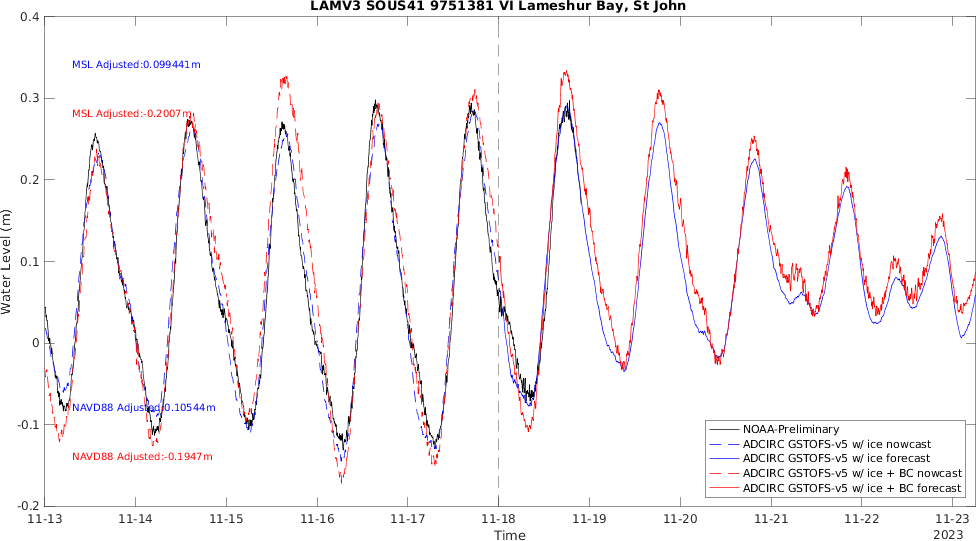 LAMV3 SOUS41 9751381 VI Lameshur Bay, St John
0.4
0.3
0.2
0.1
0
-0.1
-0.2
Water Level (m)
MSL Adjusted:0.099441m
MSL Adjusted:-0.2007m
NAVD88 Adjusted:0.10544m
NAVD88 Adjusted:-0.1947m
NOAA-Preliminary
ADCIRC GSTOFS-v5 w/ ice nowcast
ADCIRC GSTOFS-v5 w/ ice forecast
ADCIRC GSTOFS-v5 w/ ice + BC nowcast
ADCIRC GSTOFS-v5 w/ ice + BC forecast
11-13 11-14 11-15 11-16 11-17 11-18 11-19 11-20 11-21 11-22 11-23
Time
2023